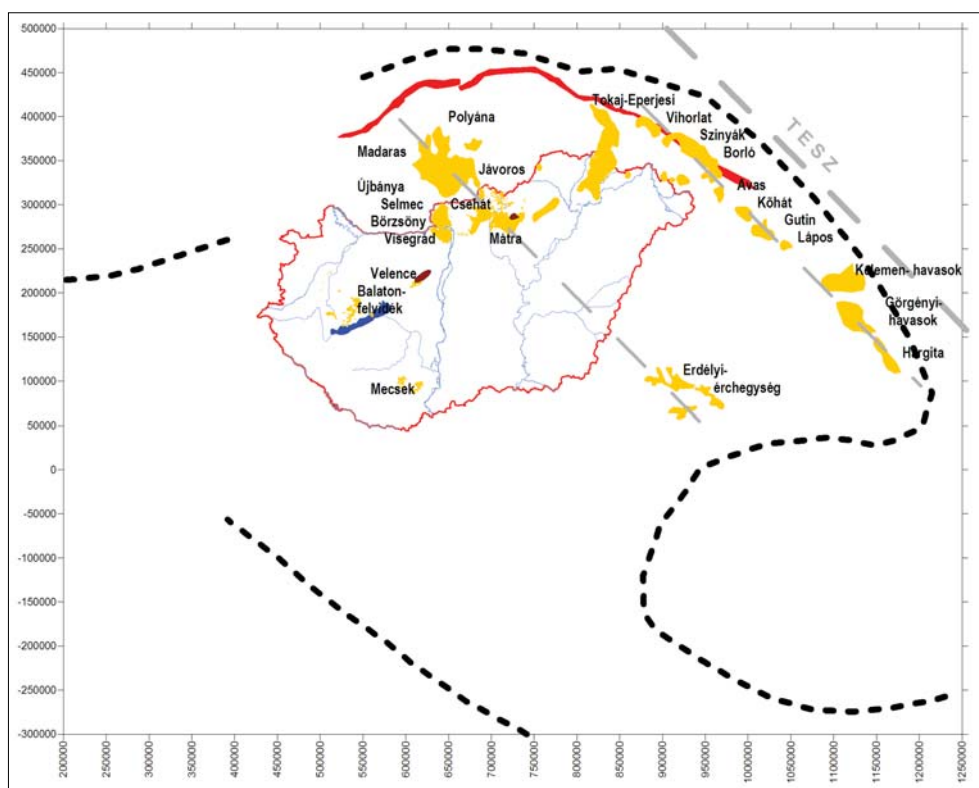 500000
450000
400000
350000
300000
250000
200000
150000
100000
50000
0
-50000
-100000
-150000
-200000
-250000
-300000
TESZ
Tokaj-Eperjesi
Vihorlat
Polyána
Szinyák
Madaras
Borló
Jávoros
Avas
Újbánya
Selmec
Csehát
Kőhát
Börzsöny
Gutin
Visegrád
Mátra
Lápos
Velence
Kelemen- havasok
Balaton-
felvidék
Görgényi-
havasok
Hargita
Erdélyi-
érchegység
Mecsek
200000
250000
300000
350000
400000
450000
500000
550000
600000
650000
700000
750000
800000
850000
900000
950000
1000000
1050000
1100000
1150000
1200000
1250000